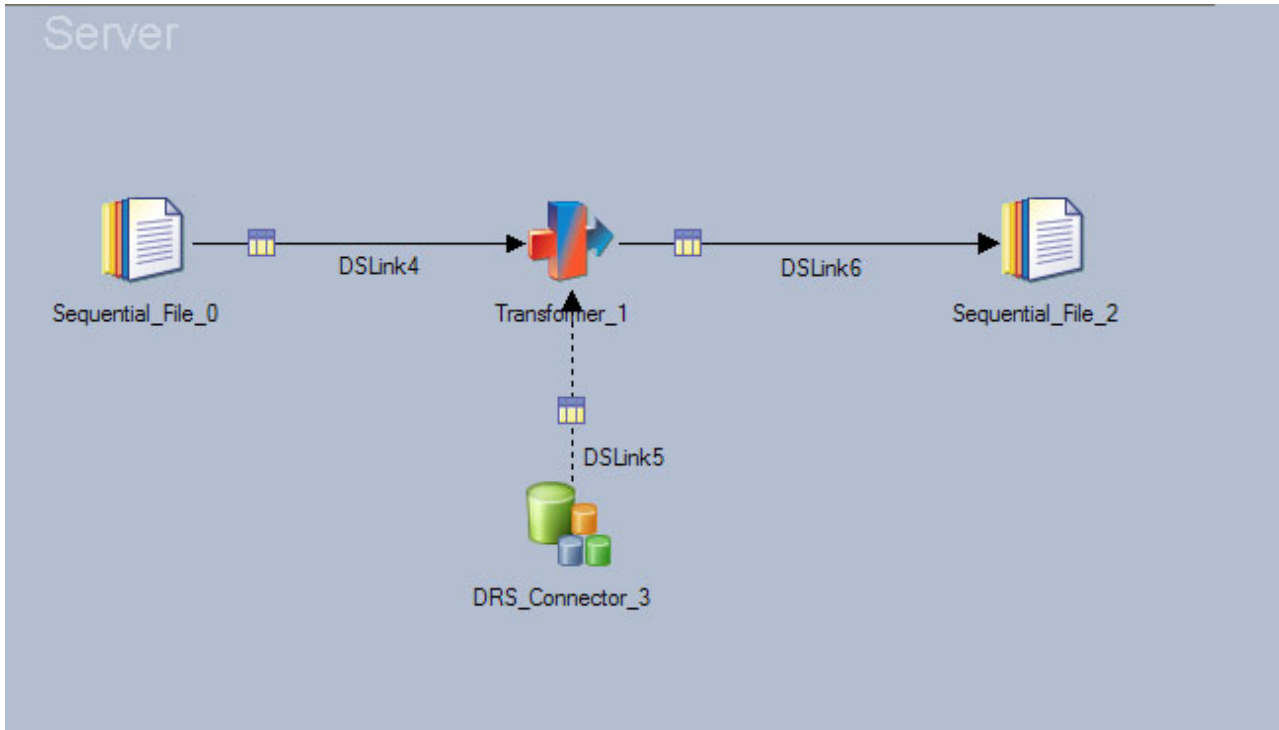 Server
DSLink4
DSLink6
Sequential_File_0
Transformer_1
Sequential_File_2
DSLink5
DRS_Connector_3